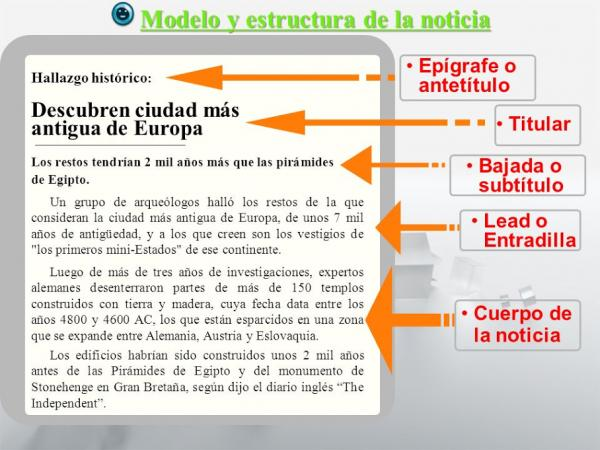 Modelo y estructura de la noticia
Hallazgo histórico:
Descubren ciudad más
antigua de Europa
Los restos tendrían 2 mil años más que las pirámides
de Egipto.
Un grupo de arqueólogos halló los restos de la que
consideran la ciudad más antigua de Europa, de unos 7 mil
años de antigüedad, y a los que creen son los vestigios de
"los primeros mini-Estados" de ese continente.
Luego de más de tres años de investigaciones, expertos
alemanes desenterraron partes de más de 150 templos
construidos con tierra y madera, cuya fecha data entre los
años 4800 y 4600 AC, los que están esparcidos en una zona
que se expande entre Alemania, Austria y Eslovaquia.
Los edificios habrían sido construidos unos 2 mil años
antes de las Pirámides de Egipto y del monumento de
Stonehenge en Gran Bretaña, según dijo el diario inglés “The
Independent”.
• Epígrafe o
antetítulo
• Titular
• Bajada o
subtítulo
• Lead o
Entradilla
• Cuerpo de
la noticia